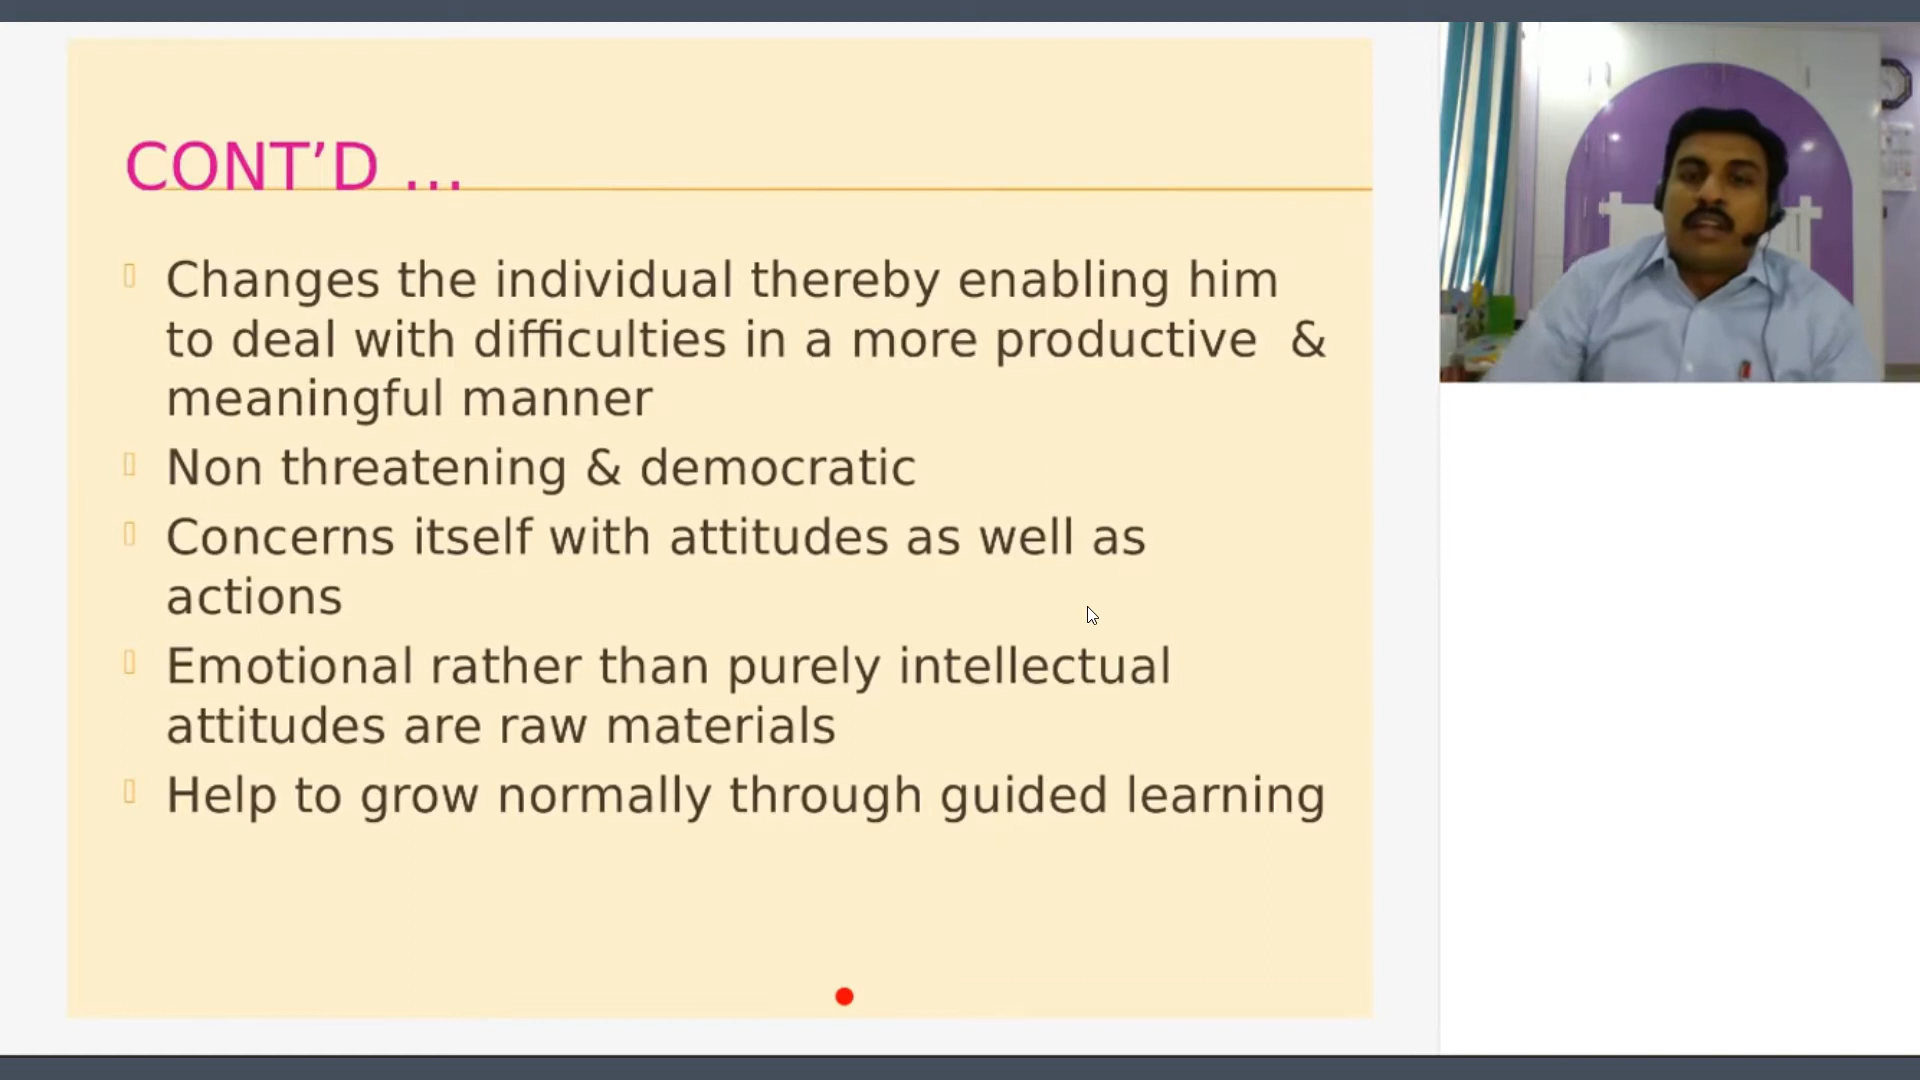 CONT’D ...
Changes the individual thereby enabling him
to deal with difficulties in a more productive &
meaningful manner
Non threatening & democratic
Concerns itself with attitudes as well as
actions
Emotional rather than purely intellectual
attitudes are raw materials
Help to grow normally through guided learning